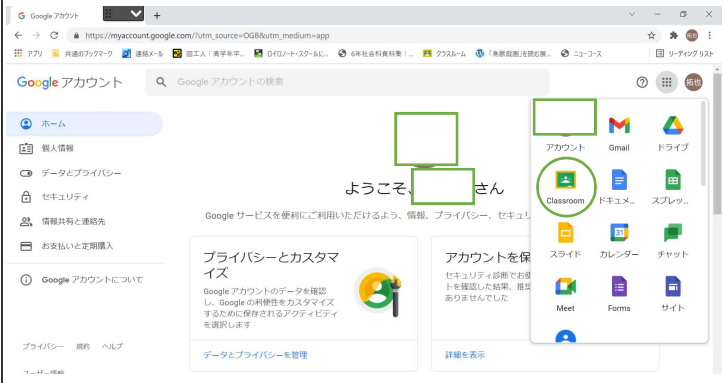 Google アカウント
https://myaccount.google.com/?utm_source=OGB&utm_medium=app
アプリ 共通のブックマーク 連絡メール ロイロノート・スクールに... 6年社会科資料集｜... クラスルーム 「鳥獣戯画」を読む展... ニュース リーディング リスト
Google アカウント
Google アカウントの検索
拓也
ホーム
個人情報
データとプライバシー
セキュリティ
情報共有と連絡先
お支払いと定期購入
Google アカウントについて
プライバシー 規約 ヘルプ
ようこそ、 さん
Google サービスを便利にご利用いただけるよう、情報、プライバシー、セキュリ
プライバシーとカスタマ
イズ
Google アカウントのデータを確認
し、Google の利便性をカスタマイズ
するために保存されるアクティビティ
を選択します
データとプライバシーを管理
アカウントを保
セキュリティ診断でお使
トを確認した結果、推奨
ありませんでした
詳細を表示
アカウント Gmail ドライブ
Classroom ドキュメ... スプレッ...
31
スライド カレンダー チャット
Meet Forms サイト